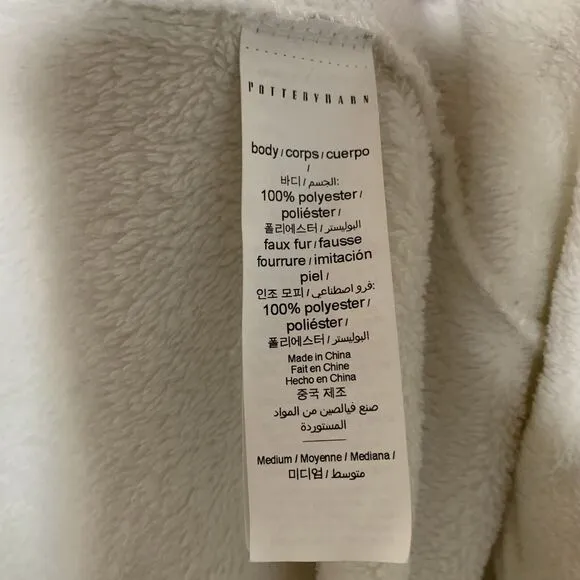 POTTERYBARN
body / corps / cuerpo
/
바디 / الجسم:
100% polyester /
poliéster /
폴리에스터 / البوليستر
faux fur / fausse
fourrure / imitación
piel /
인조 모피 / فرو اصطناعي:
100% polyester /
poliéster /
폴리에스터 / البوليستر
Made in China
Fait en Chine
Hecho en China
중국 제조
صنع فيالصين من المواد
المستوردة
Medium / Moyenne / Mediana /
미디엄 / متوسط